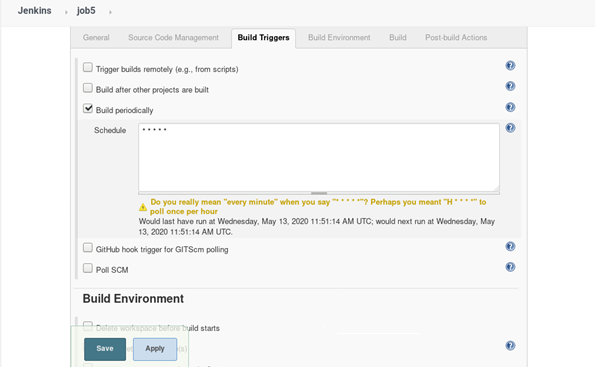 Jenkins › job5 ›
General Source Code Management Build Triggers Build Environment Build Post-build Actions
Trigger builds remotely (e.g., from scripts)
Build after other projects are built
Build periodically
Schedule * * * * *
Do you really mean "every minute" when you say "* * * * *"? Perhaps you meant "H * * * *" to
poll once per hour
Would last have run at Wednesday, May 13, 2020 11:51:14 AM UTC; would next run at Wednesday, May
13, 2020 11:51:14 AM UTC.
GitHub hook trigger for GITScm polling
Poll SCM
Build Environment
Delete workspace before build starts
Save Apply